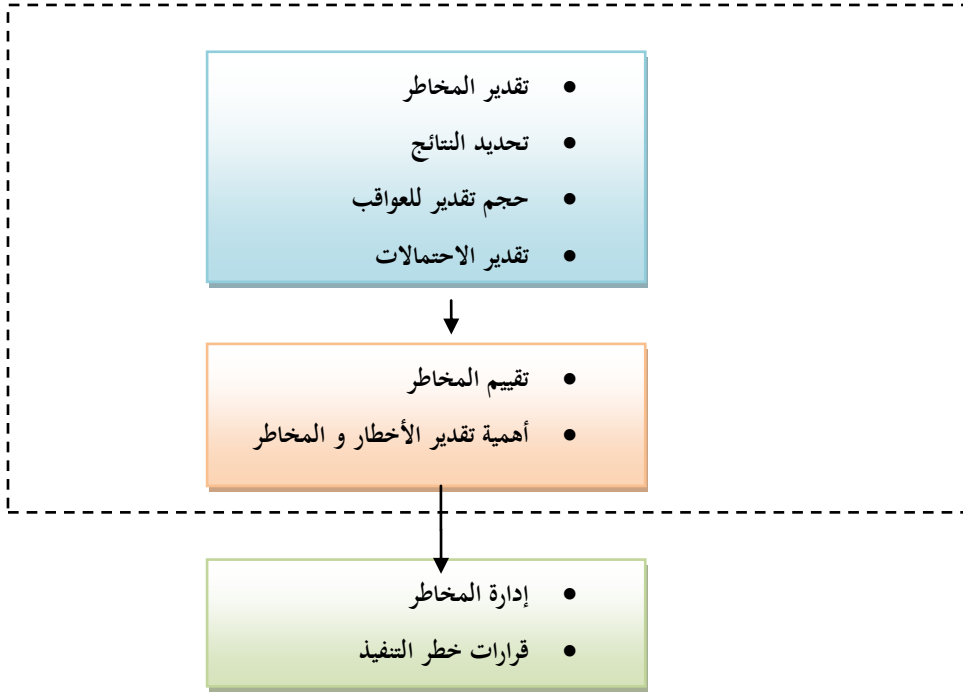 • تقدير المخاطر
• تحديد النتائج
• حجم تقدير للعواقب
• تقدير الاحتمالات
• تقييم المخاطر
• أهمية تقدير الأخطار و المخاطر
• إدارة المخاطر
• قرارات خطر التنفيذ